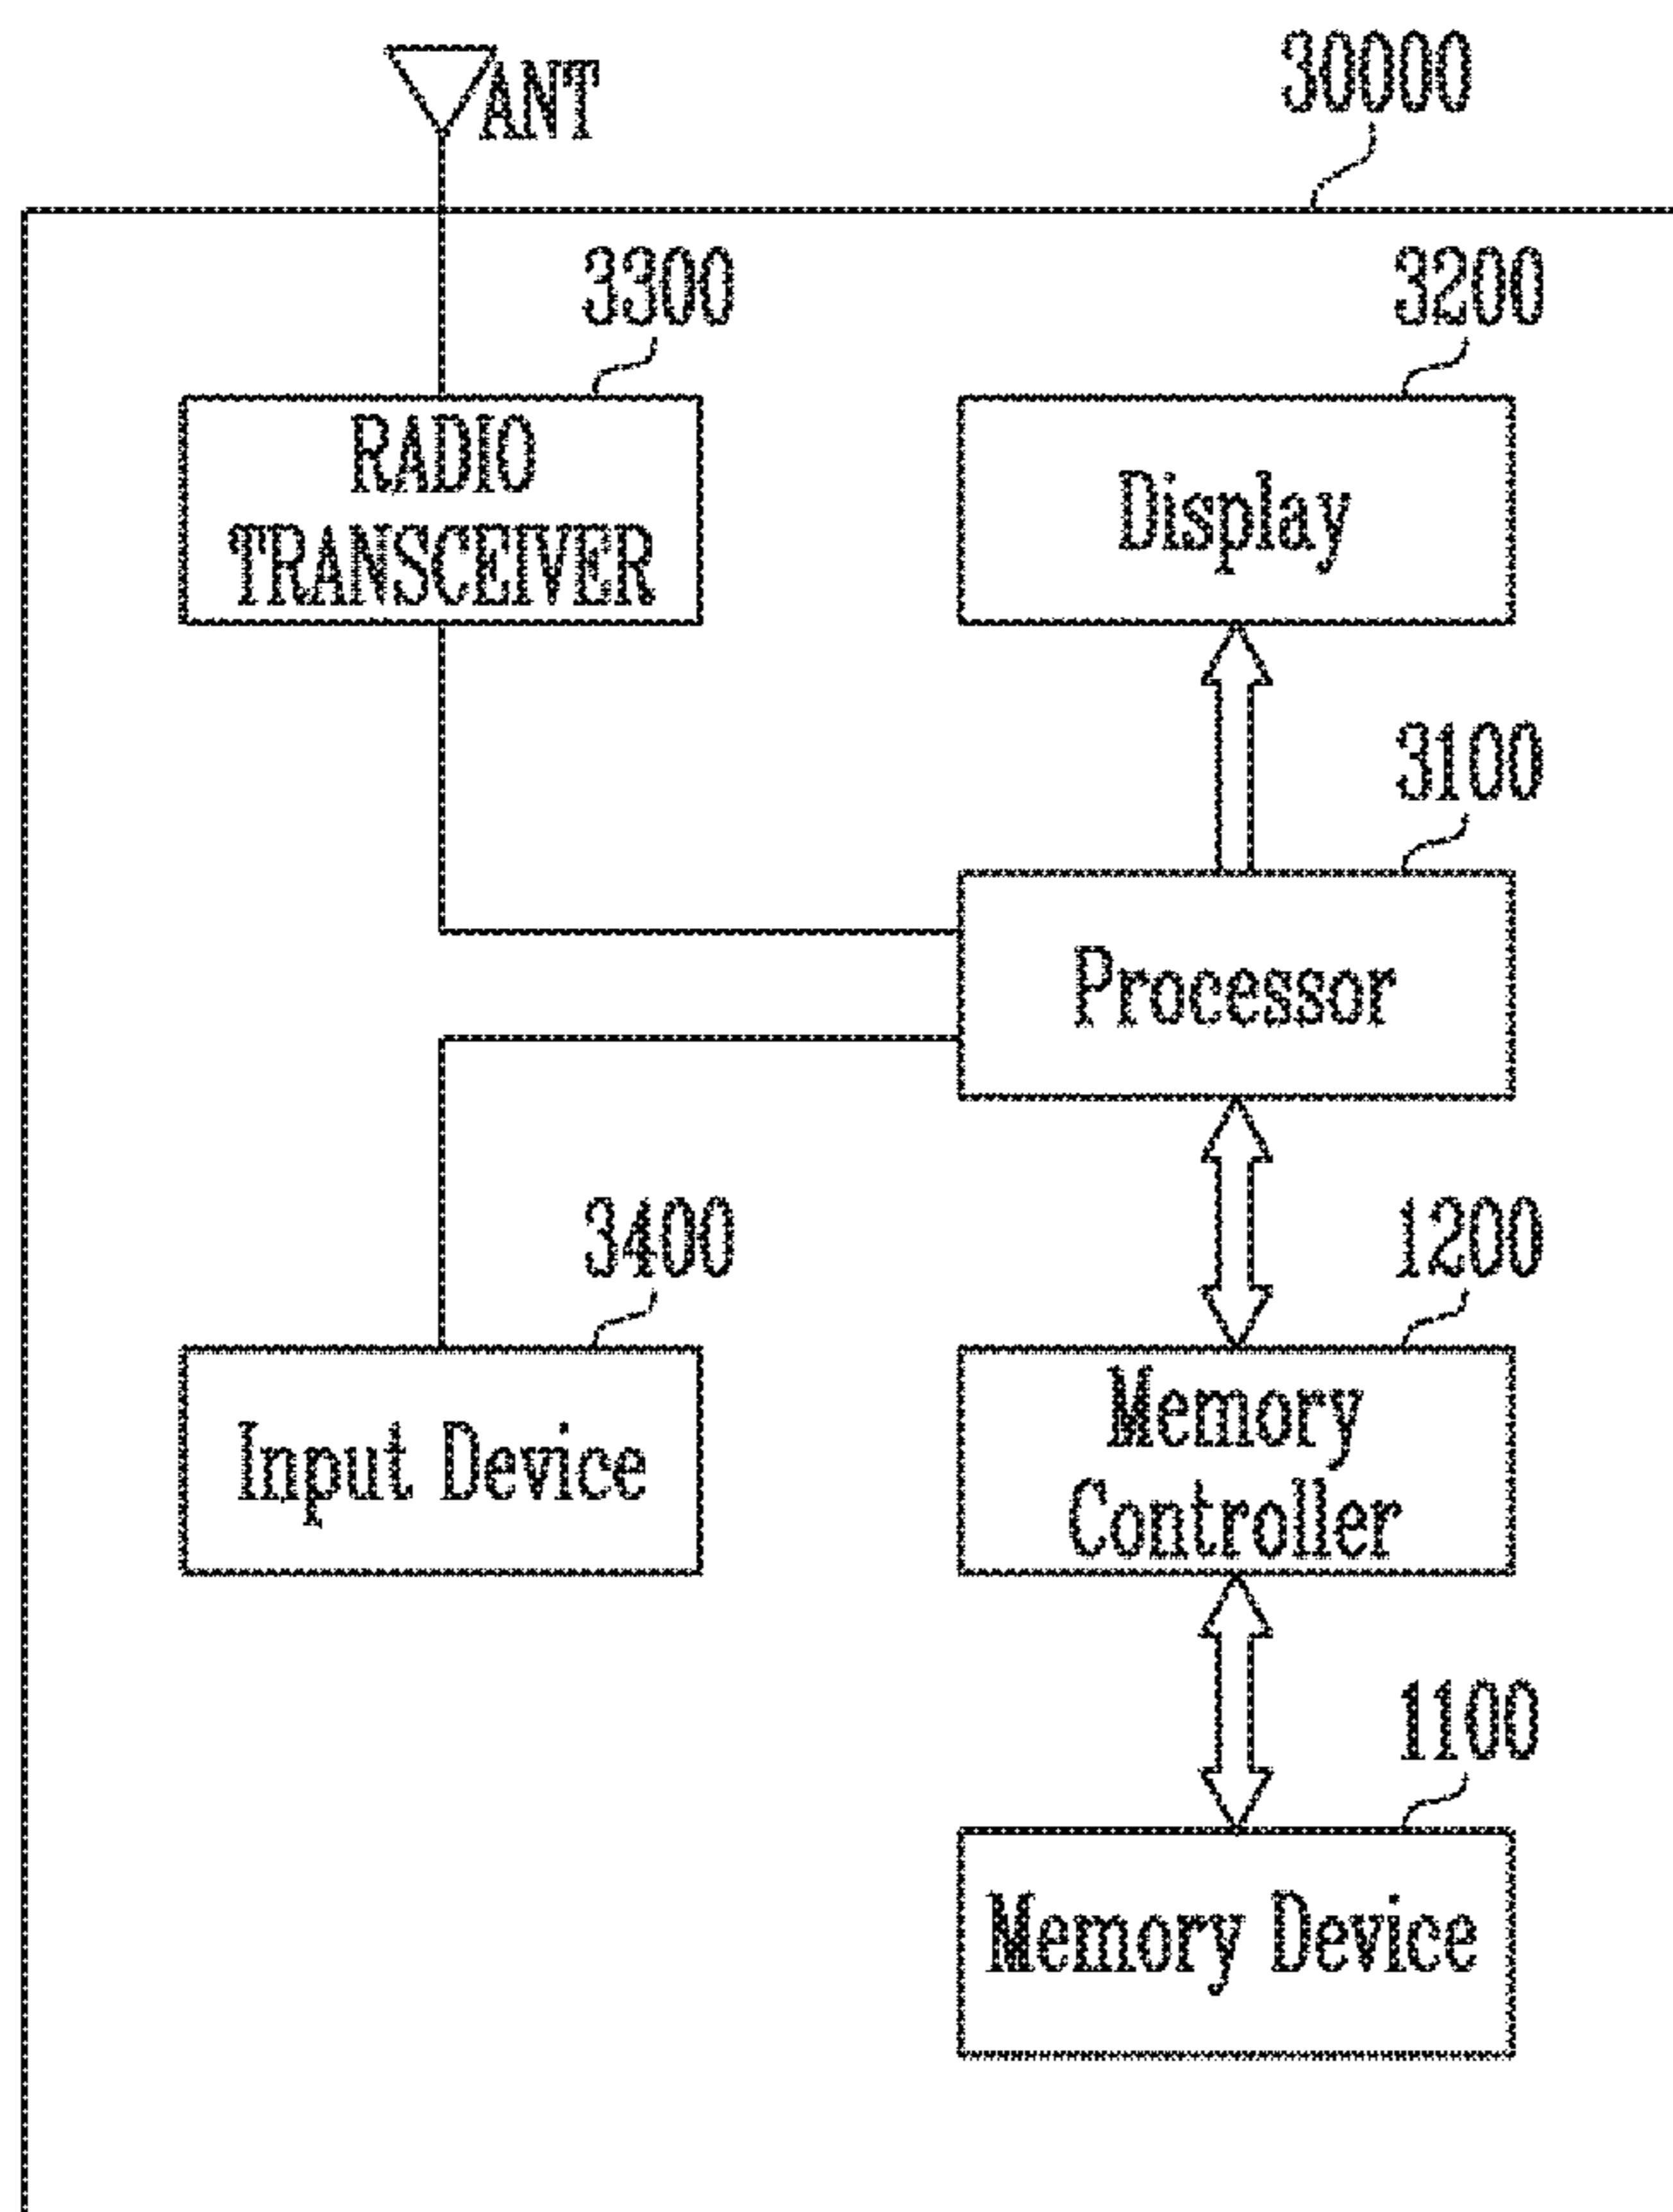 ANT
30000
3300
3200
RADIO
TRANSCEIVER
Display
3100
Processor
3400
1200
Input Device
Memory
Controller
1100
Memory Device